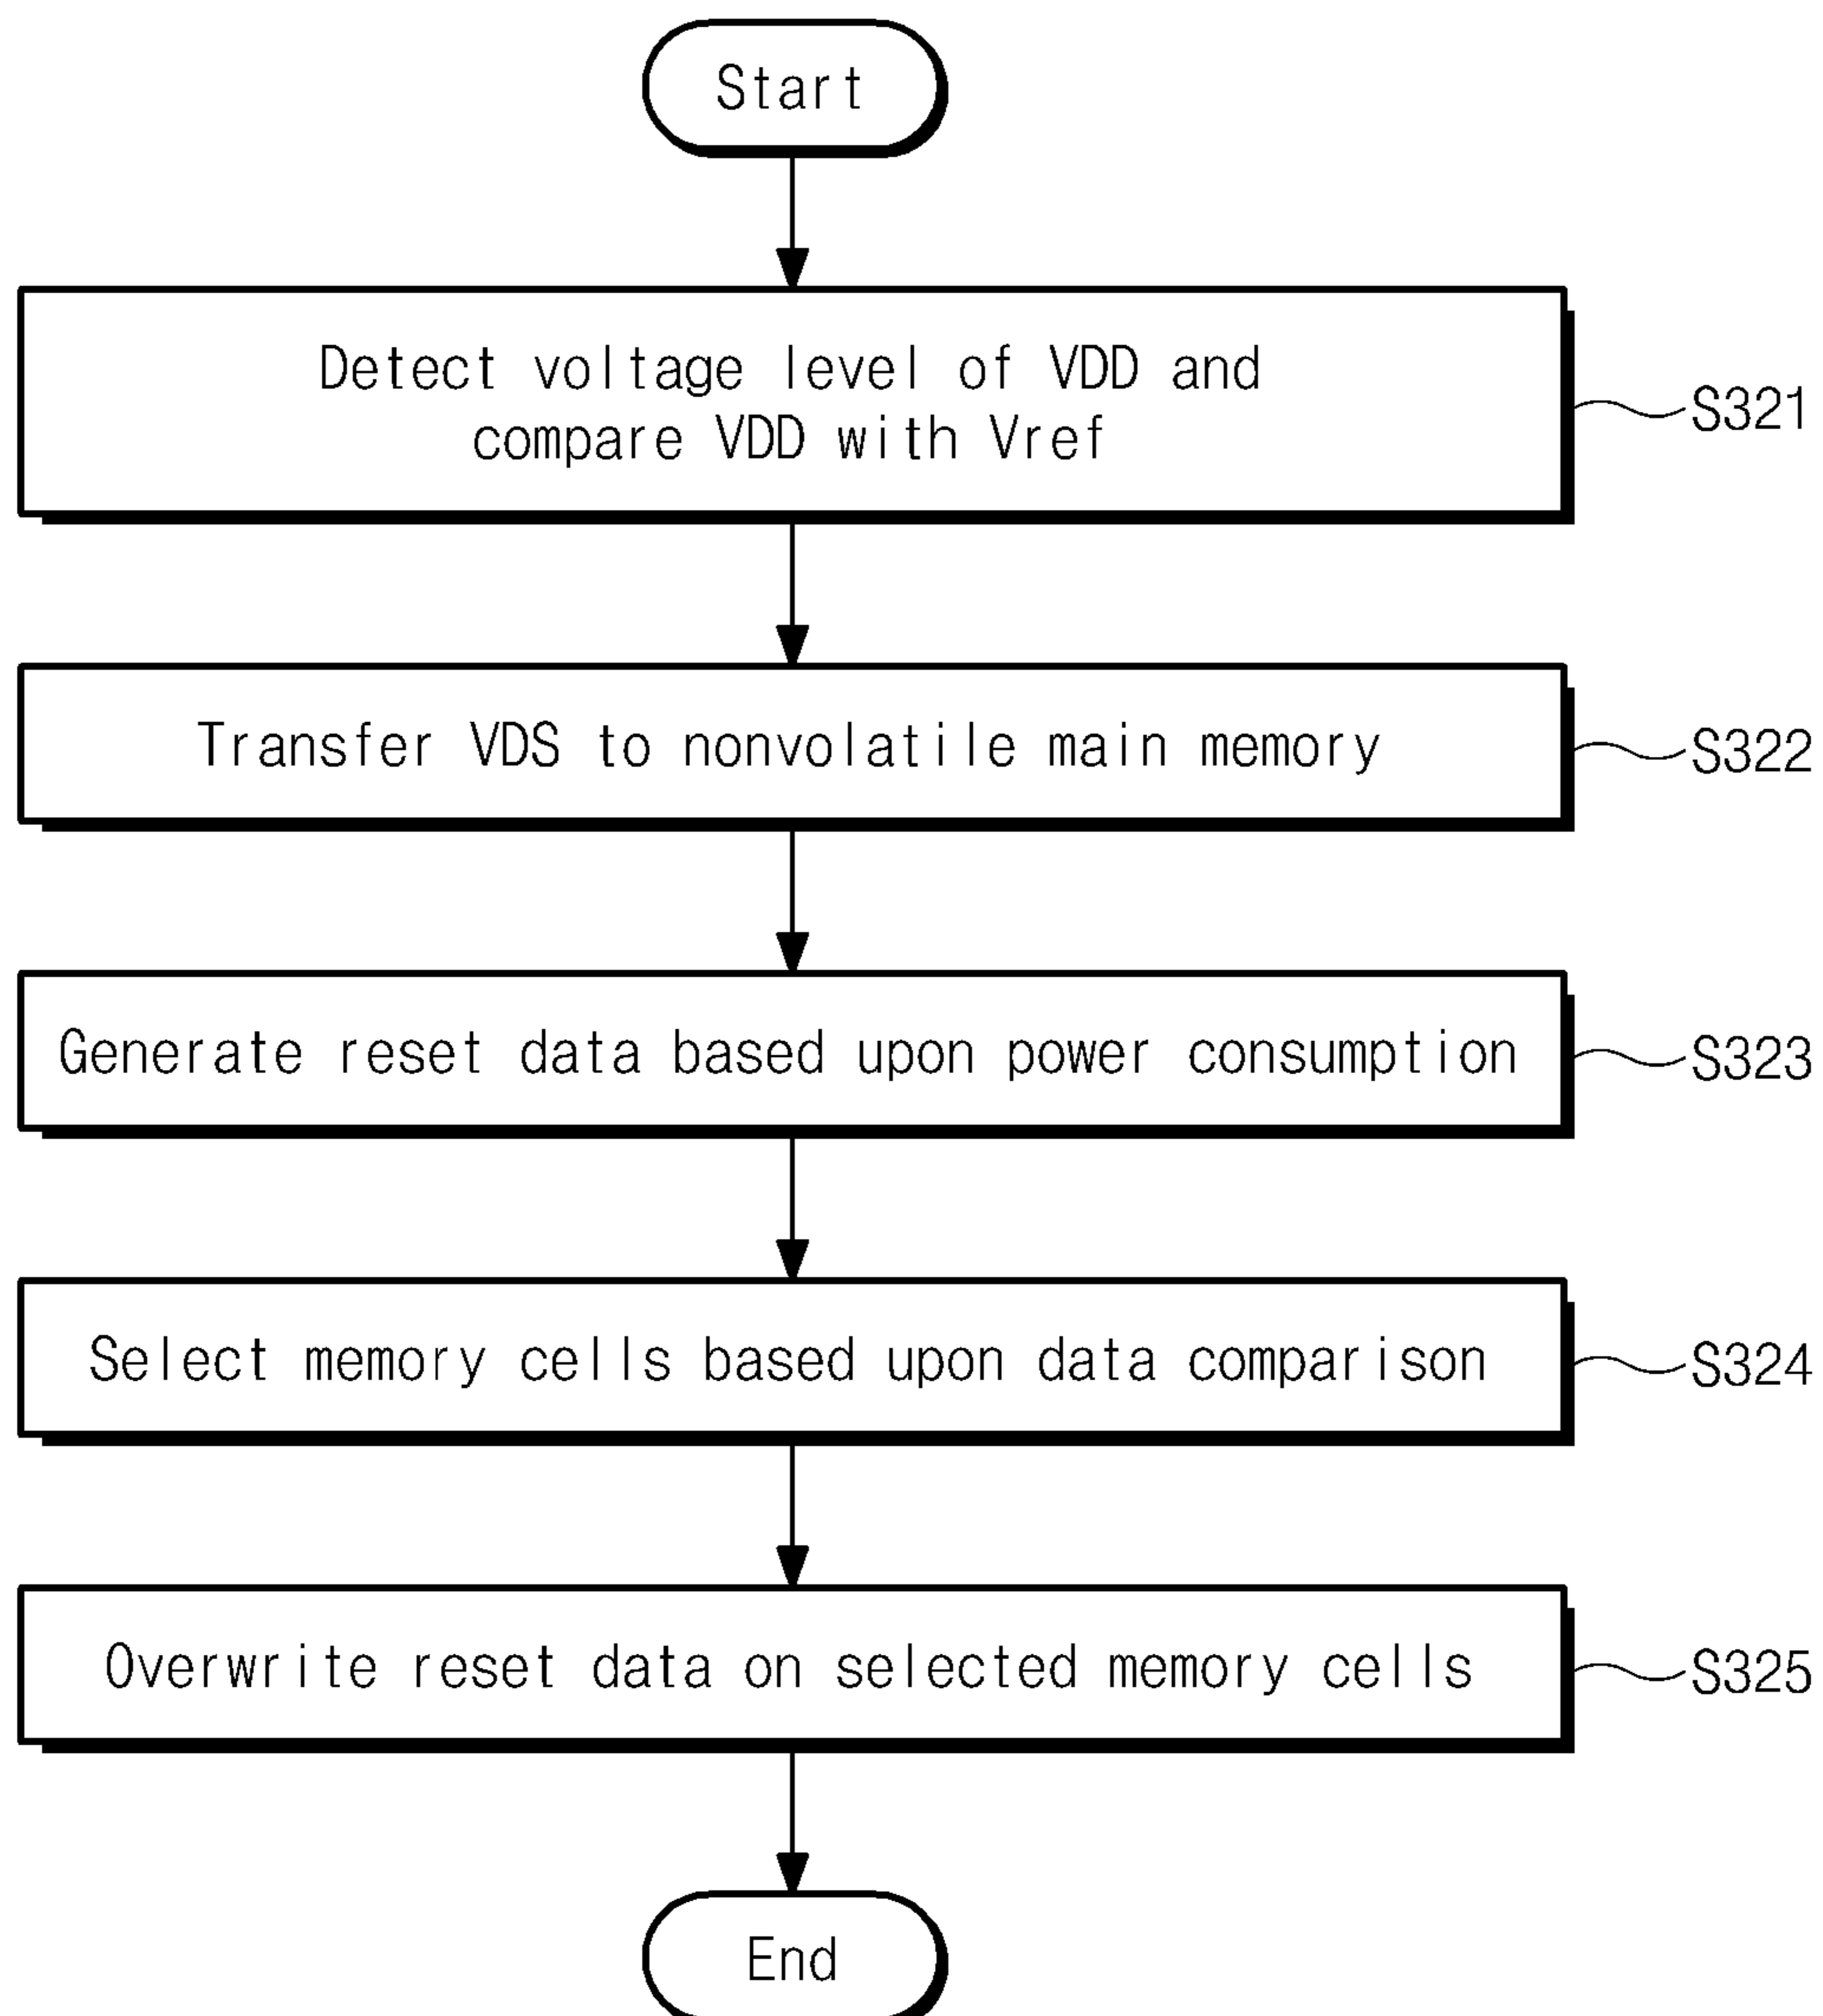 Start
Detect voltage level of VDD and
compare VDD with Vref
S321
Transfer VDS to nonvolatile main memory
S322
Generate reset data based upon power consumption
S323
Select memory cells based upon data comparison
S324
Overwrite reset data on selected memory cells
S325
End